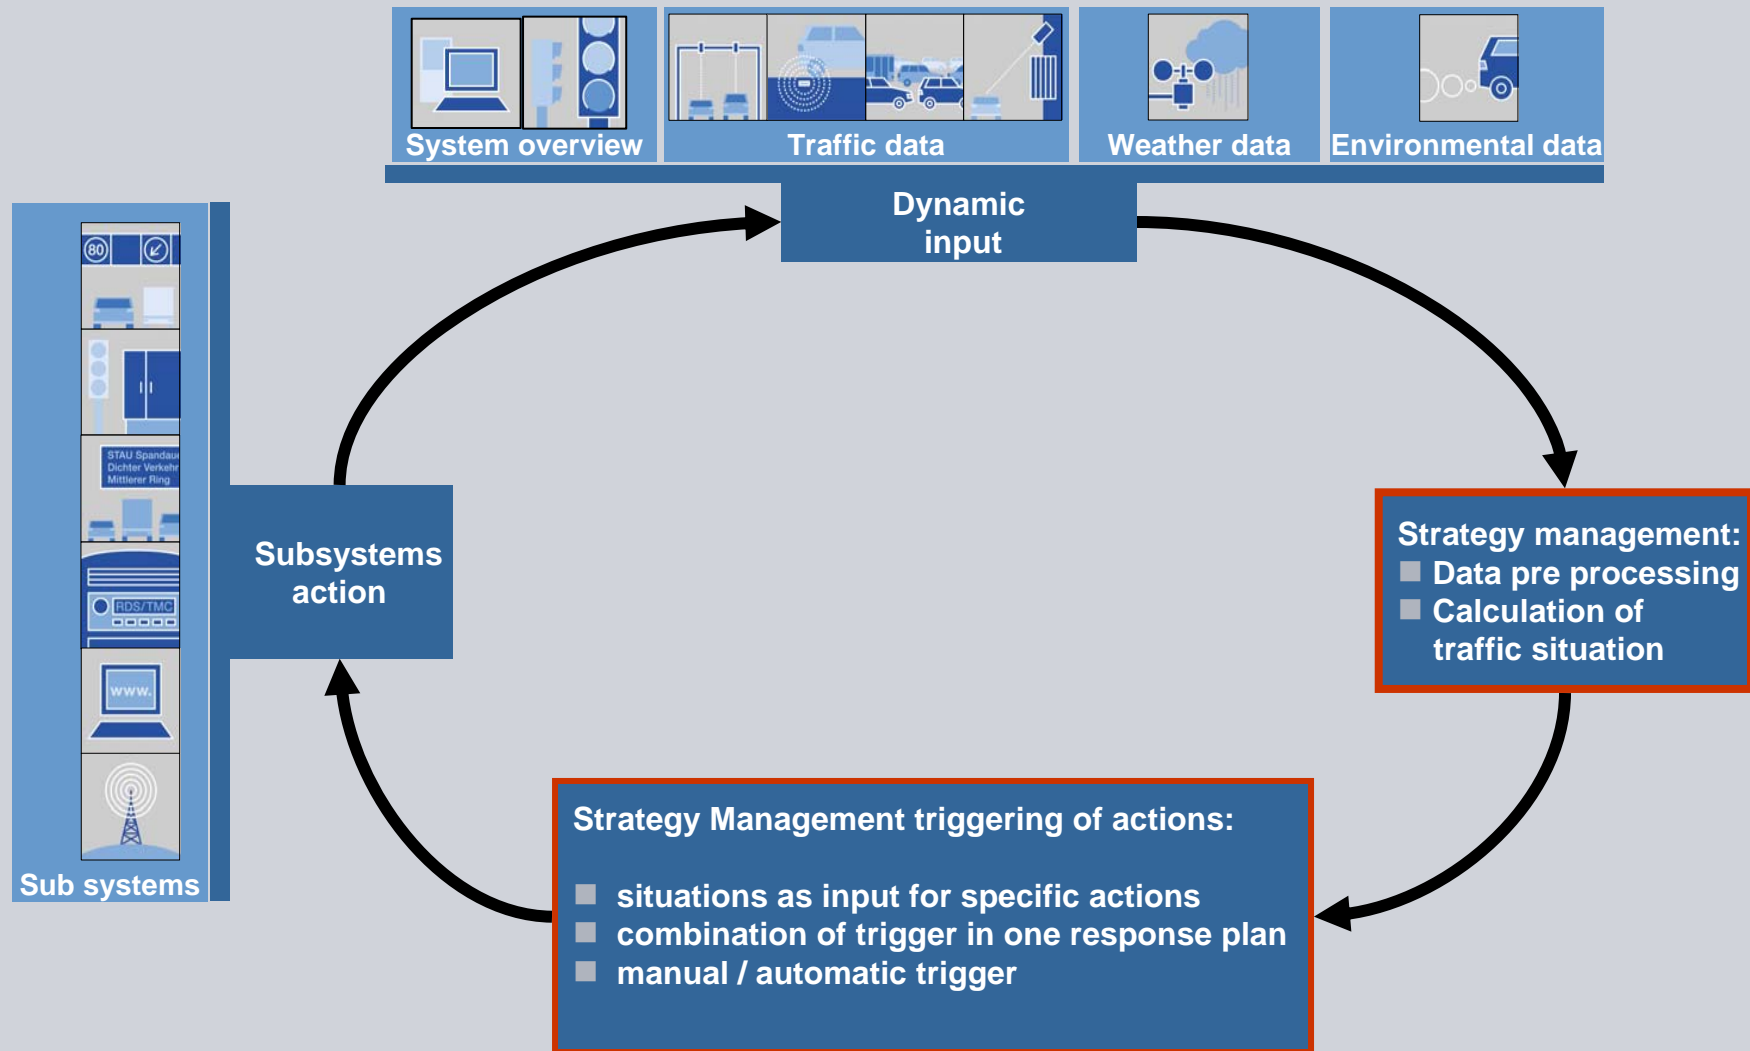 System overview
Traffic data
Weather data
Environmental data
Dynamic
input
80
STAU Spandau
Dichter Verkehr
Mittlerer Ring
RDS/TMC
www.
Sub systems
Subsystems
action
Strategy management:
Data pre processing
Calculation of
traffic situation
Strategy Management triggering of actions:
situations as input for specific actions
combination of trigger in one response plan
manual / automatic trigger